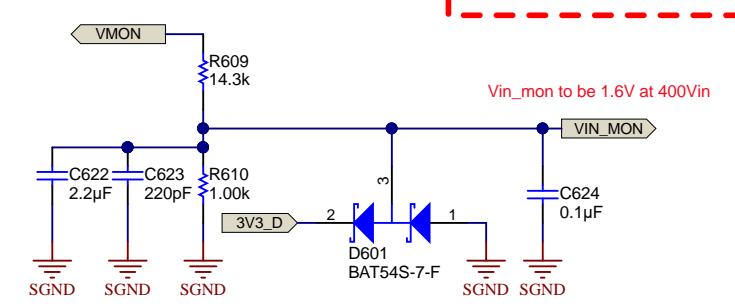 VMON
R609
14.3k
Vin_mon to be 1.6V at 400Vin
VIN_MON
C622
2.2µF
C623
220pF
R610
1.00k
3
C624
0.1µF
3V3_D
2
1
D601
BAT54S-7-F
SGND
SGND
SGND
SGND
SGND